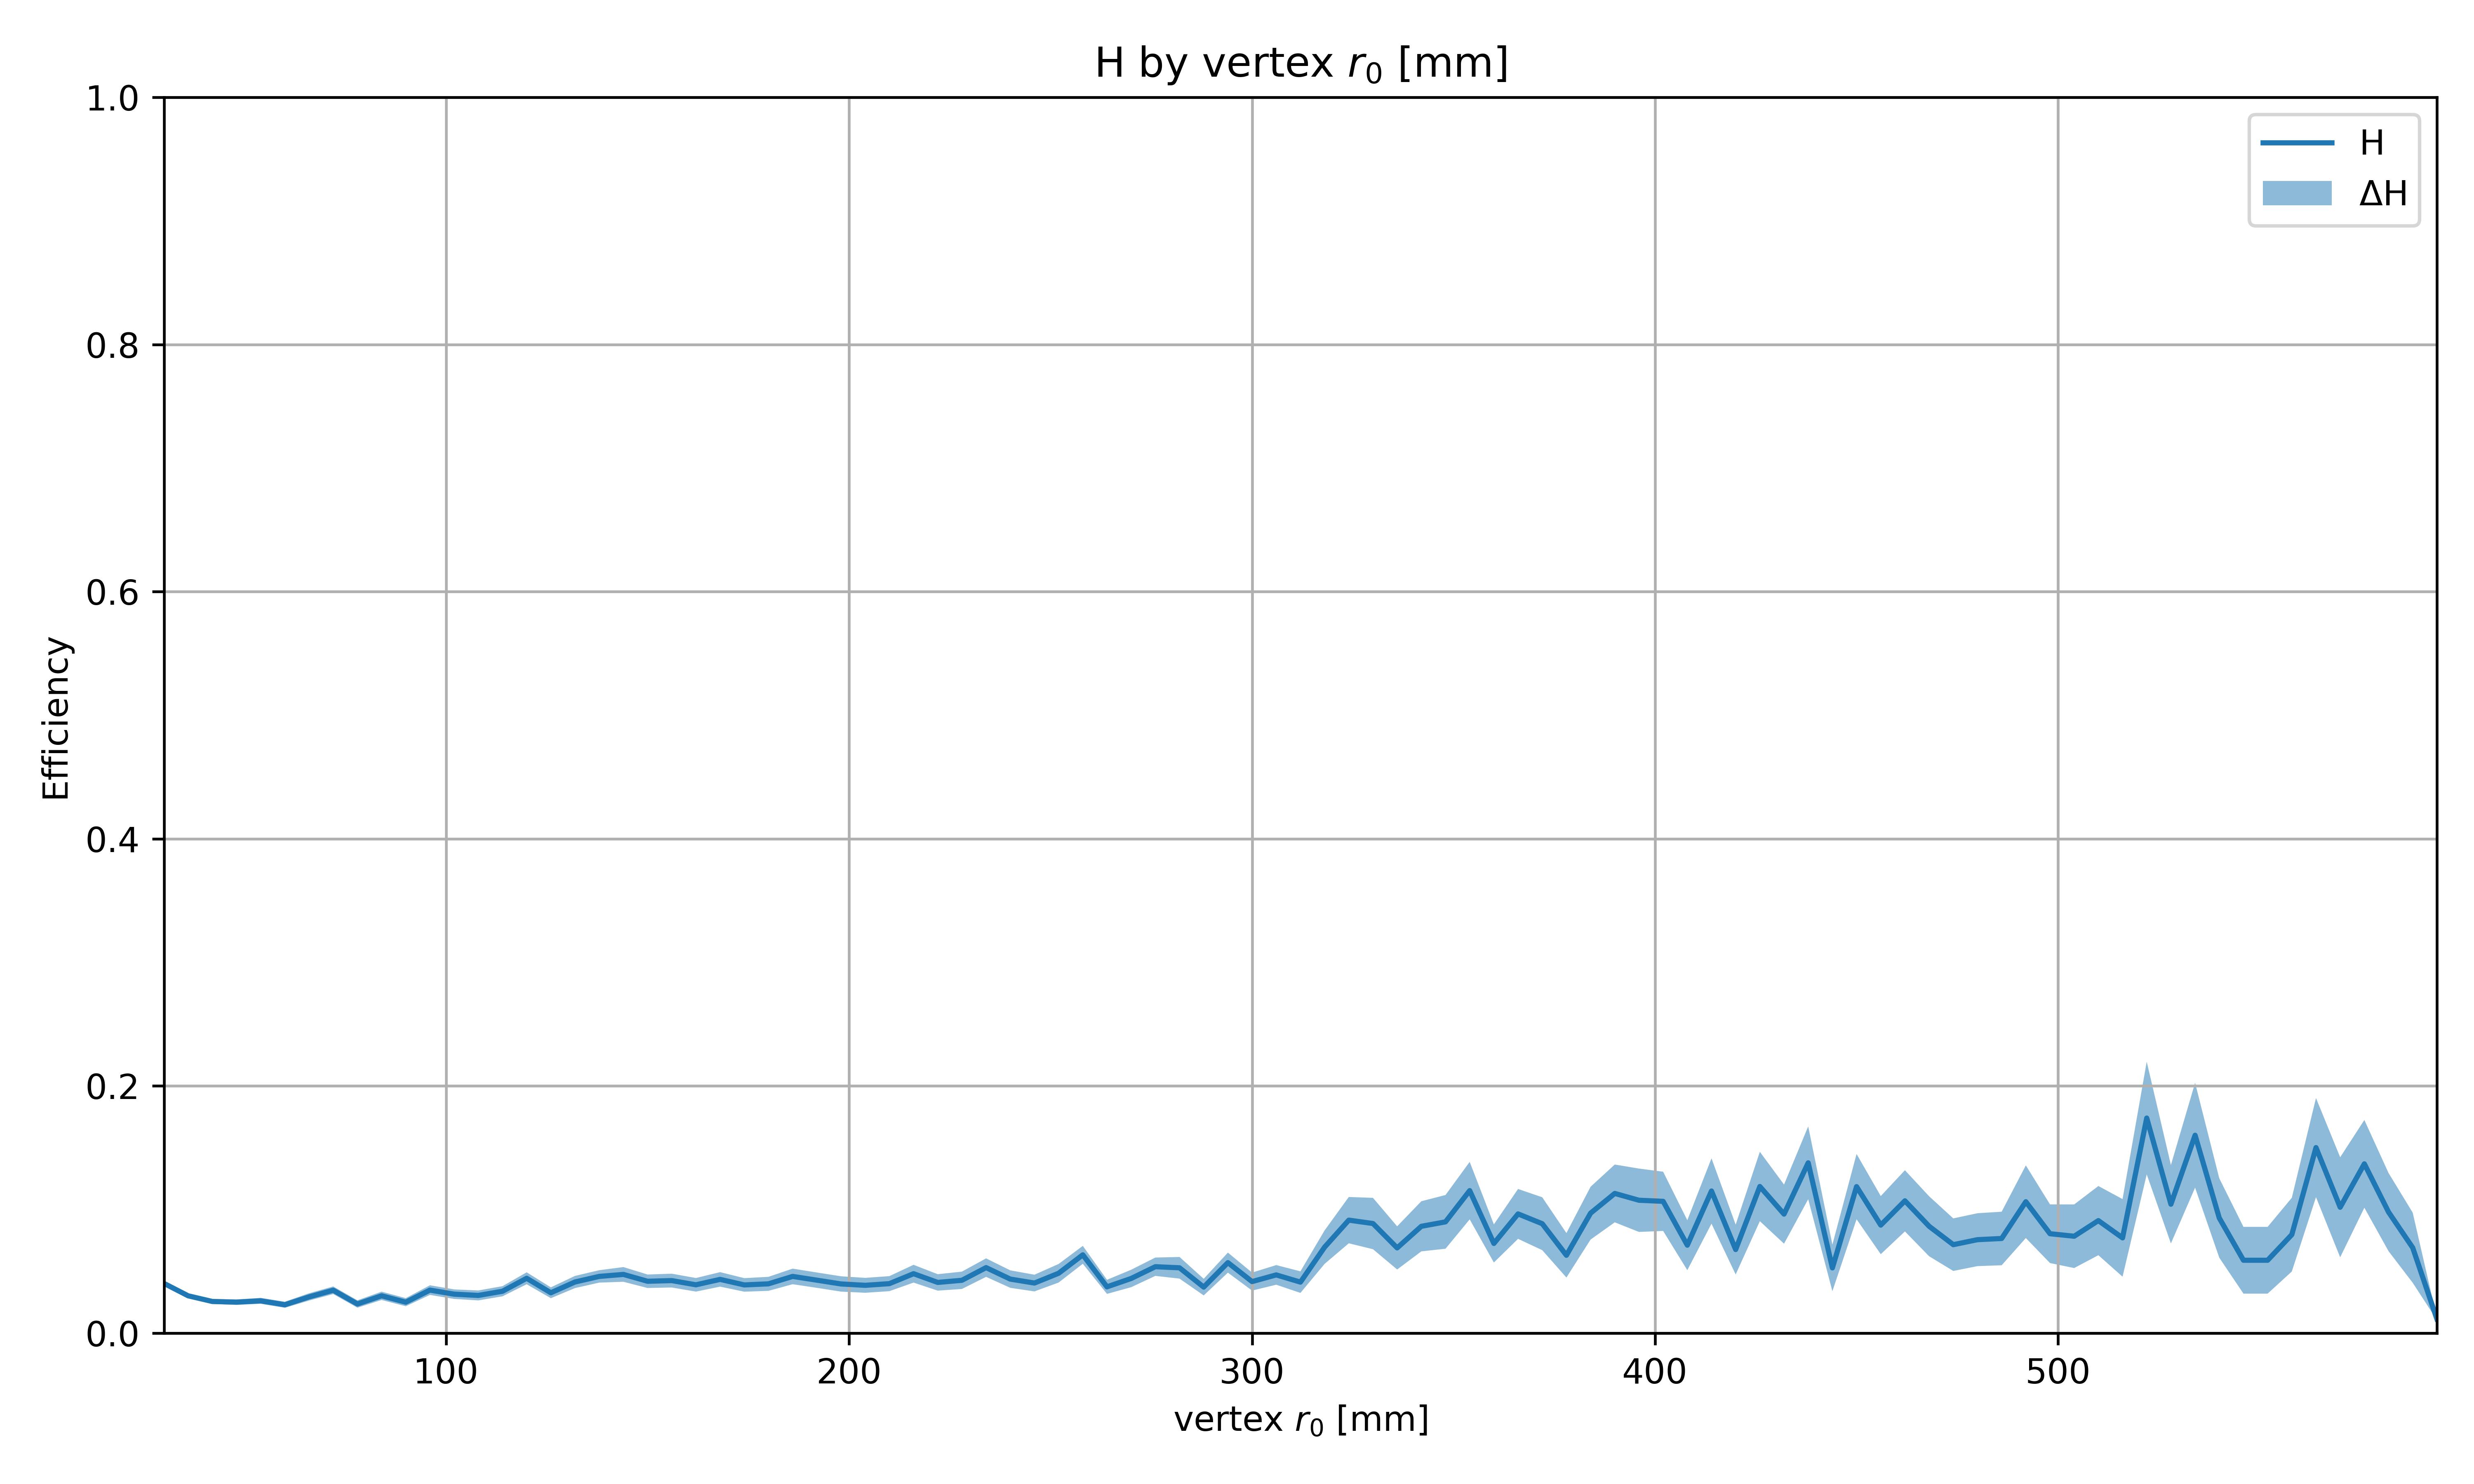 H by vertex r₀ [mm]
1.0
0.8
0.6
0.4
0.2
0.0
Efficiency
H
ΔH
100 200 300 400 500
vertex r₀ [mm]